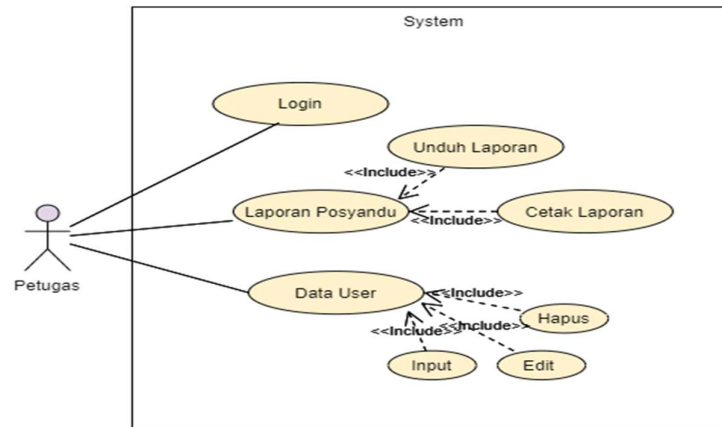 System
Login
Unduh Laporan
<<Include>>
Laporan Posyandu
Cetak Laporan
<<Include>>
Petugas
Data User
<<Include>>
Hapus
<<Include>>
<<Include>>
Input
Edit